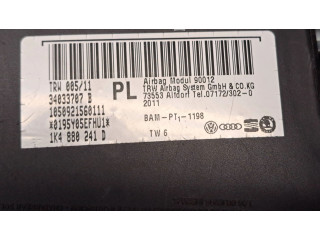 TRW 005/11
34033707 B
1050921560111
*0195Y05EFHU1*
1K4 880 241 D
PL
Airbag Modul 90012
TRW Airbag System GmbH & CO.KG
73553 Alfdorf Tel.07172/302-0
2011
BAM-PT1-1198
TW 6